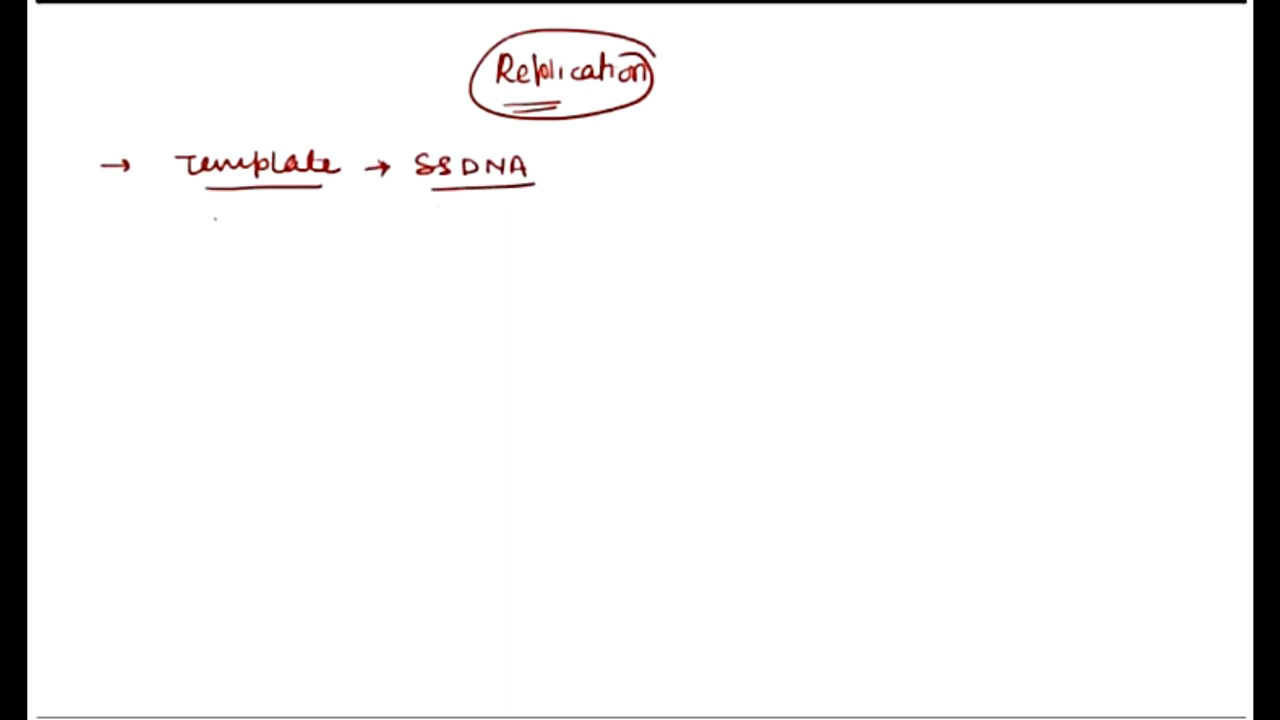 Replication
→ Template → SSDNA